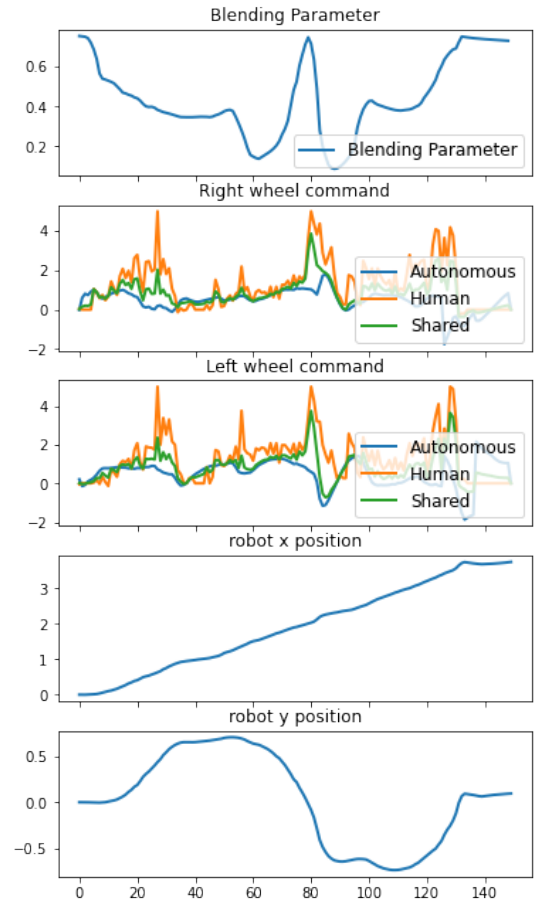 Blending Parameter
0.6
0.4
0.2
Blending Parameter
Right wheel command
4
2
0
−2
Autonomous
Human
Shared
Left wheel command
4
2
0
−2
Autonomous
Human
Shared
robot x position
3
2
1
0
robot y position
0.5
0.0
−0.5
0 20 40 60 80 100 120 140